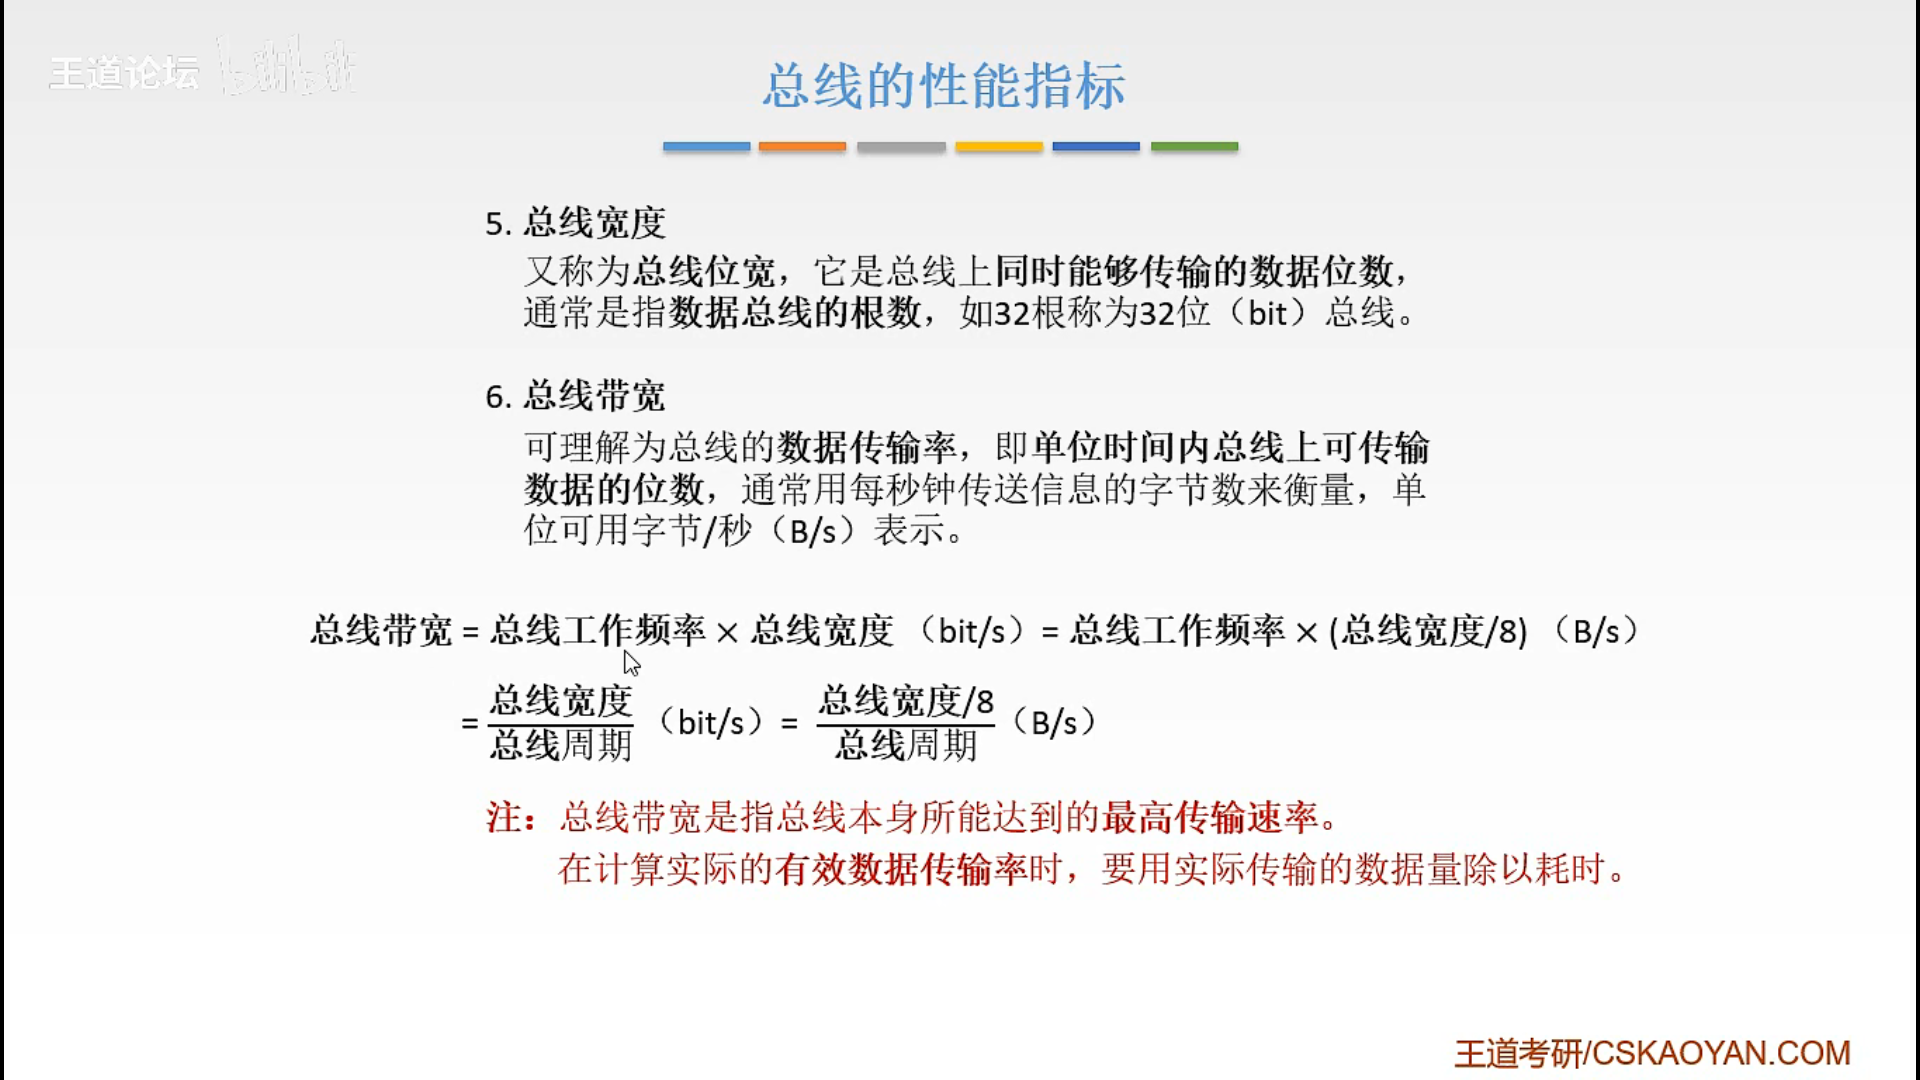 王道论坛 bilibili
总线的性能指标
5. 总线宽度
又称为总线位宽，它是总线上同时能够传输的数据位数，
通常是指数据总线的根数，如32根称为32位（bit）总线。
6. 总线带宽
可理解为总线的数据传输率，即单位时间内总线上可传输
数据的位数，通常用每秒钟传送信息的字节数来衡量，单
位可用字节/秒（B/s）表示。
总线带宽 = 总线工作频率 × 总线宽度 （bit/s）= 总线工作频率 × (总线宽度/8) （B/s）
= 总线宽度/总线周期 （bit/s）= 总线宽度/8/总线周期（B/s）
注：总线带宽是指总线本身所能达到的最高传输速率。
在计算实际的有效数据传输率时，要用实际传输的数据量除以耗时。
王道考研/CSKAOYAN.COM